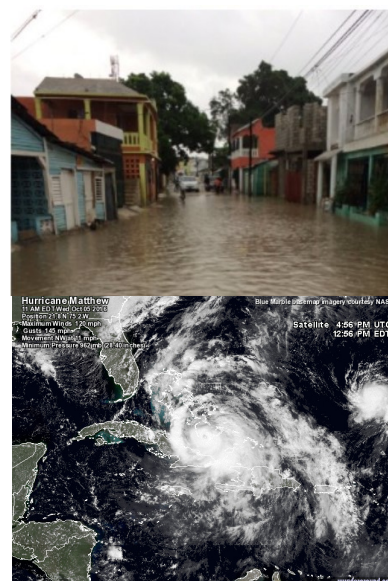 Hurricane Matthew
11 AM EDT Wed Oct 05 2016
Position 21.8 N 75.2 W
Maximum Winds 120 mph
Gusts 145 mph
Movement NW at 11 mph
Minimum Pressure 962 mb (28.40 inches)
Blue Marble basemap imagery courtesy NAS
Satellite 4:56 PM UTC
12:56 PM EDT